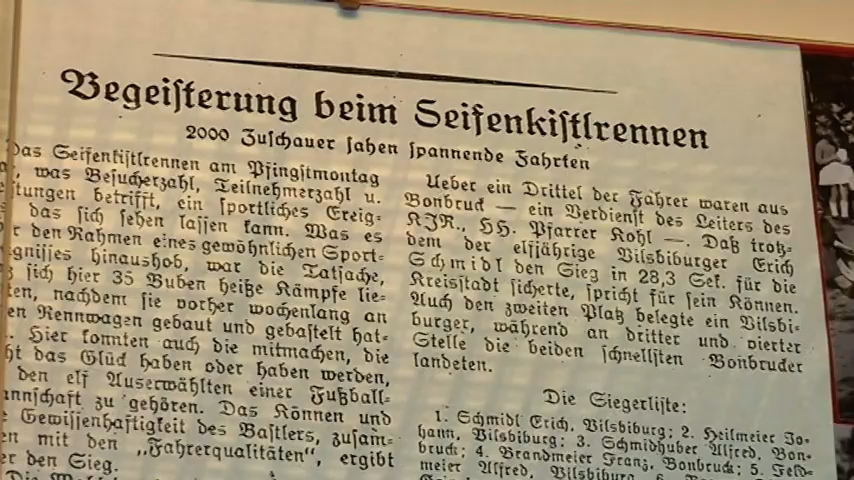 Begeisterung beim Seifenkistlrennen
2000 Zuschauer sahen spannende Fahrten
Das Seifenkistlrennen am Pfingstmontag
, was Besucherzahl, Teilnehmerzahl u.
stungen betrifft, ein sportliches Ereig-
das sich sehen lassen kann. Was es
den Rahmen eines gewöhnlichen Sport-
gnisses hinaushob, war die Tatsache,
sich hier 35 Buben heiße Kämpfe lie-
ten, nachdem sie vorher wochenlang an
en Rennwagen gebaut und gebastelt hat-
. Hier konnten auch die mitmachen, die
ht das Glück haben oder haben werden,
den elf Auserwählten einer Fußball-
annschaft zu gehören. Das Können und
Gewissenhaftigkeit des Bastlers, zusam-
en mit den „Fahrerqualitäten“, ergibt
er den Sieg.
Ueber ein Drittel der Fahrer waren aus
Bonbruck — ein Verdienst des Leiters des
KJR., HH. Pfarrer Kohl —. Daß trotz-
dem der elfjährige Vilsbiburger Erich
Schmidl den Sieg in 28,3 Sek. für die
Kreisstadt sicherte, spricht für sein Können.
Auch den zweiten Platz belegte ein Vilsbi-
burger, während an dritter und vierter
Stelle die beiden schnellsten Bonbrucker
landeten.
Die Siegerliste:
1. Schmidl Erich, Vilsbiburg; 2. Heilmeier Jo-
hann, Vilsbiburg; 3. Schmidhuber Alfred, Bon-
bruck; 4. Brandmeier Franz, Bonbruck; 5. Feld-
meier Alfred, Vilsbiburg